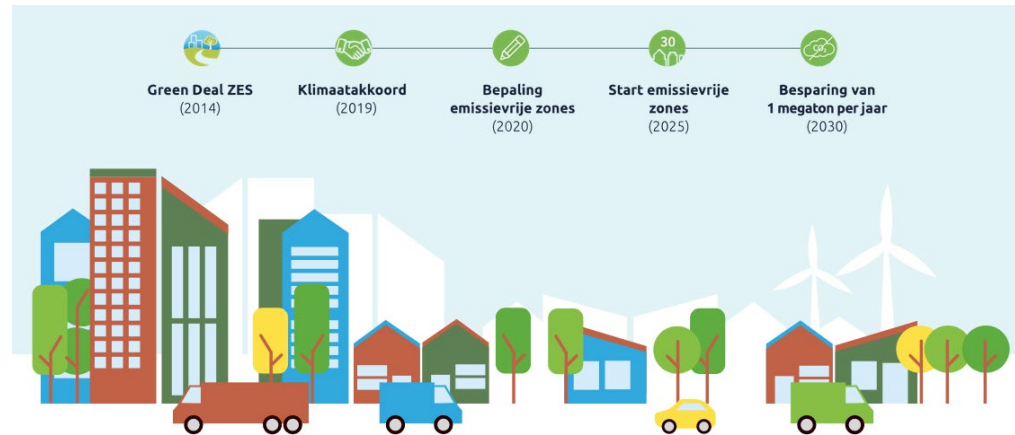 30
CO₂
Green Deal ZES
(2014)
Klimaatakkoord
(2019)
Bepaling
emissievrije zones
(2020)
Start emissievrije
zones
(2025)
Besparing van
1 megaton per jaar
(2030)